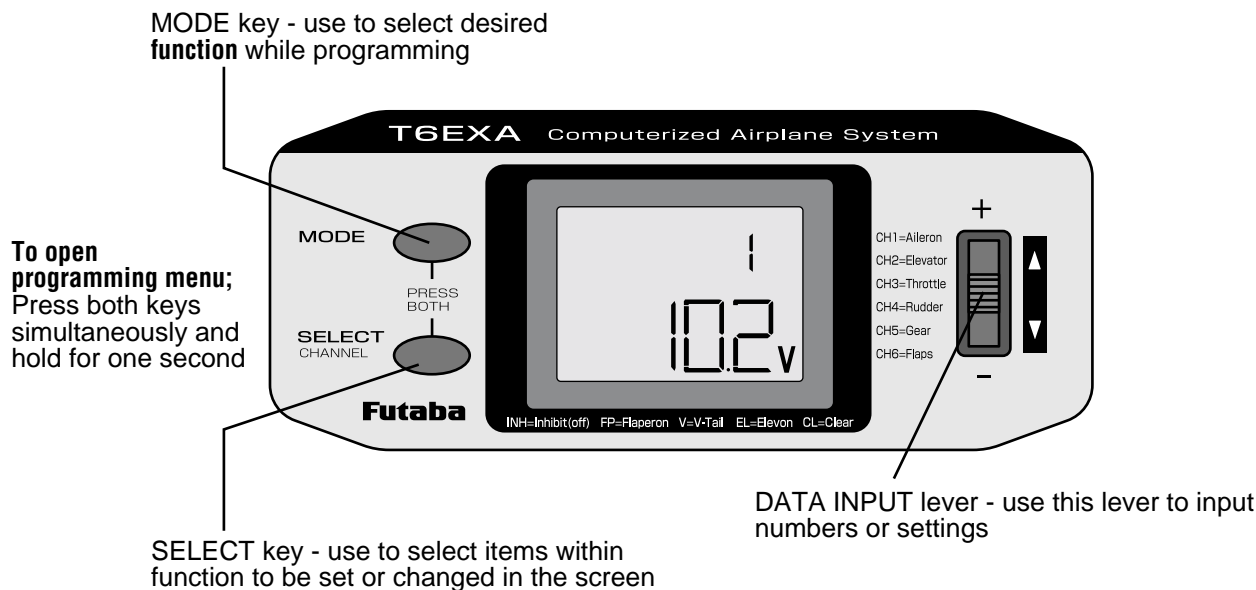 MODE key - use to select desired
function while programming
T6EXA Computerized Airplane System
To open
programming menu;
Press both keys
simultaneously and
hold for one second
MODE
PRESS
BOTH
SELECT
CHANNEL
Futaba
1
10.2V
CH1=Aileron
CH2=Elevator
CH3=Throttle
CH4=Rudder
CH5=Gear
CH6=Flaps
+
–
INH=Inhibit(off) FP=Flaperon V=V-Tail EL=Elevon CL=Clear
DATA INPUT lever - use this lever to input
numbers or settings
SELECT key - use to select items within
function to be set or changed in the screen